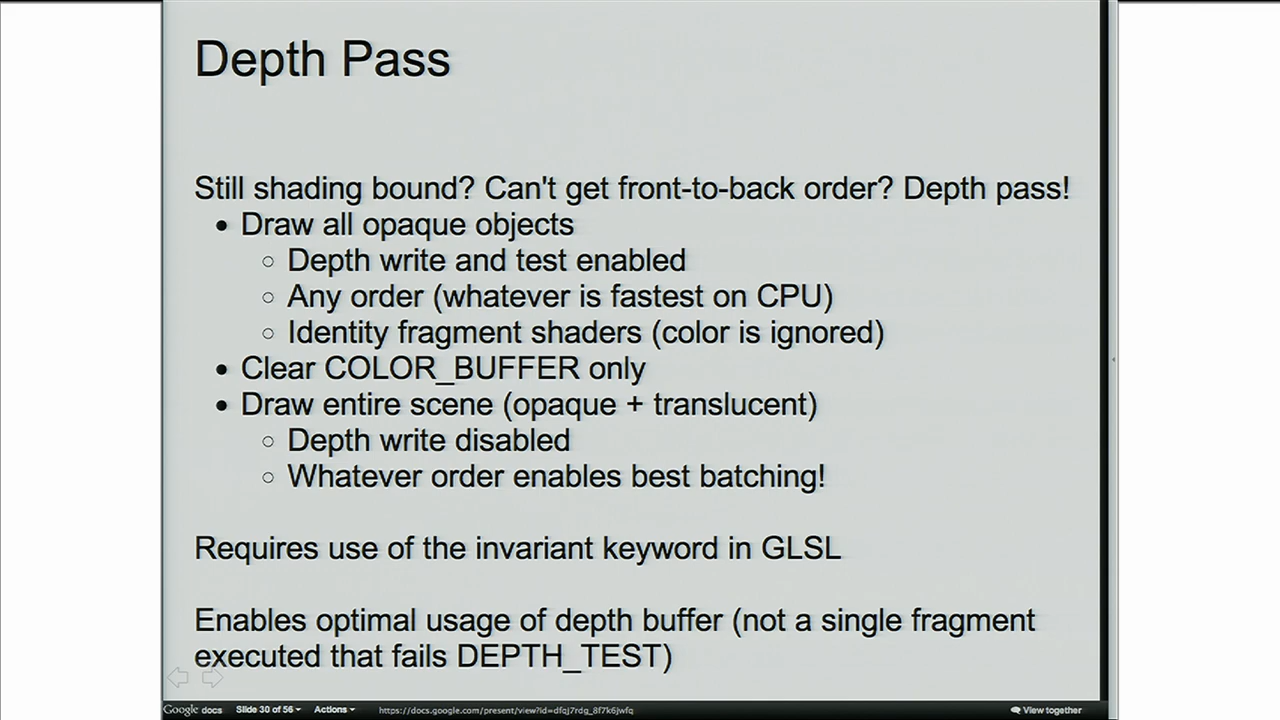 Depth Pass
Still shading bound? Can't get front-to-back order? Depth pass!
• Draw all opaque objects
○ Depth write and test enabled
○ Any order (whatever is fastest on CPU)
○ Identity fragment shaders (color is ignored)
• Clear COLOR_BUFFER only
• Draw entire scene (opaque + translucent)
○ Depth write disabled
○ Whatever order enables best batching!
Requires use of the invariant keyword in GLSL
Enables optimal usage of depth buffer (not a single fragment
executed that fails DEPTH_TEST)
Google docs Slide 30 of 56 Actions https://docs.google.com/present/view?id=dfqj7rdg_8f7k6jwfq View together